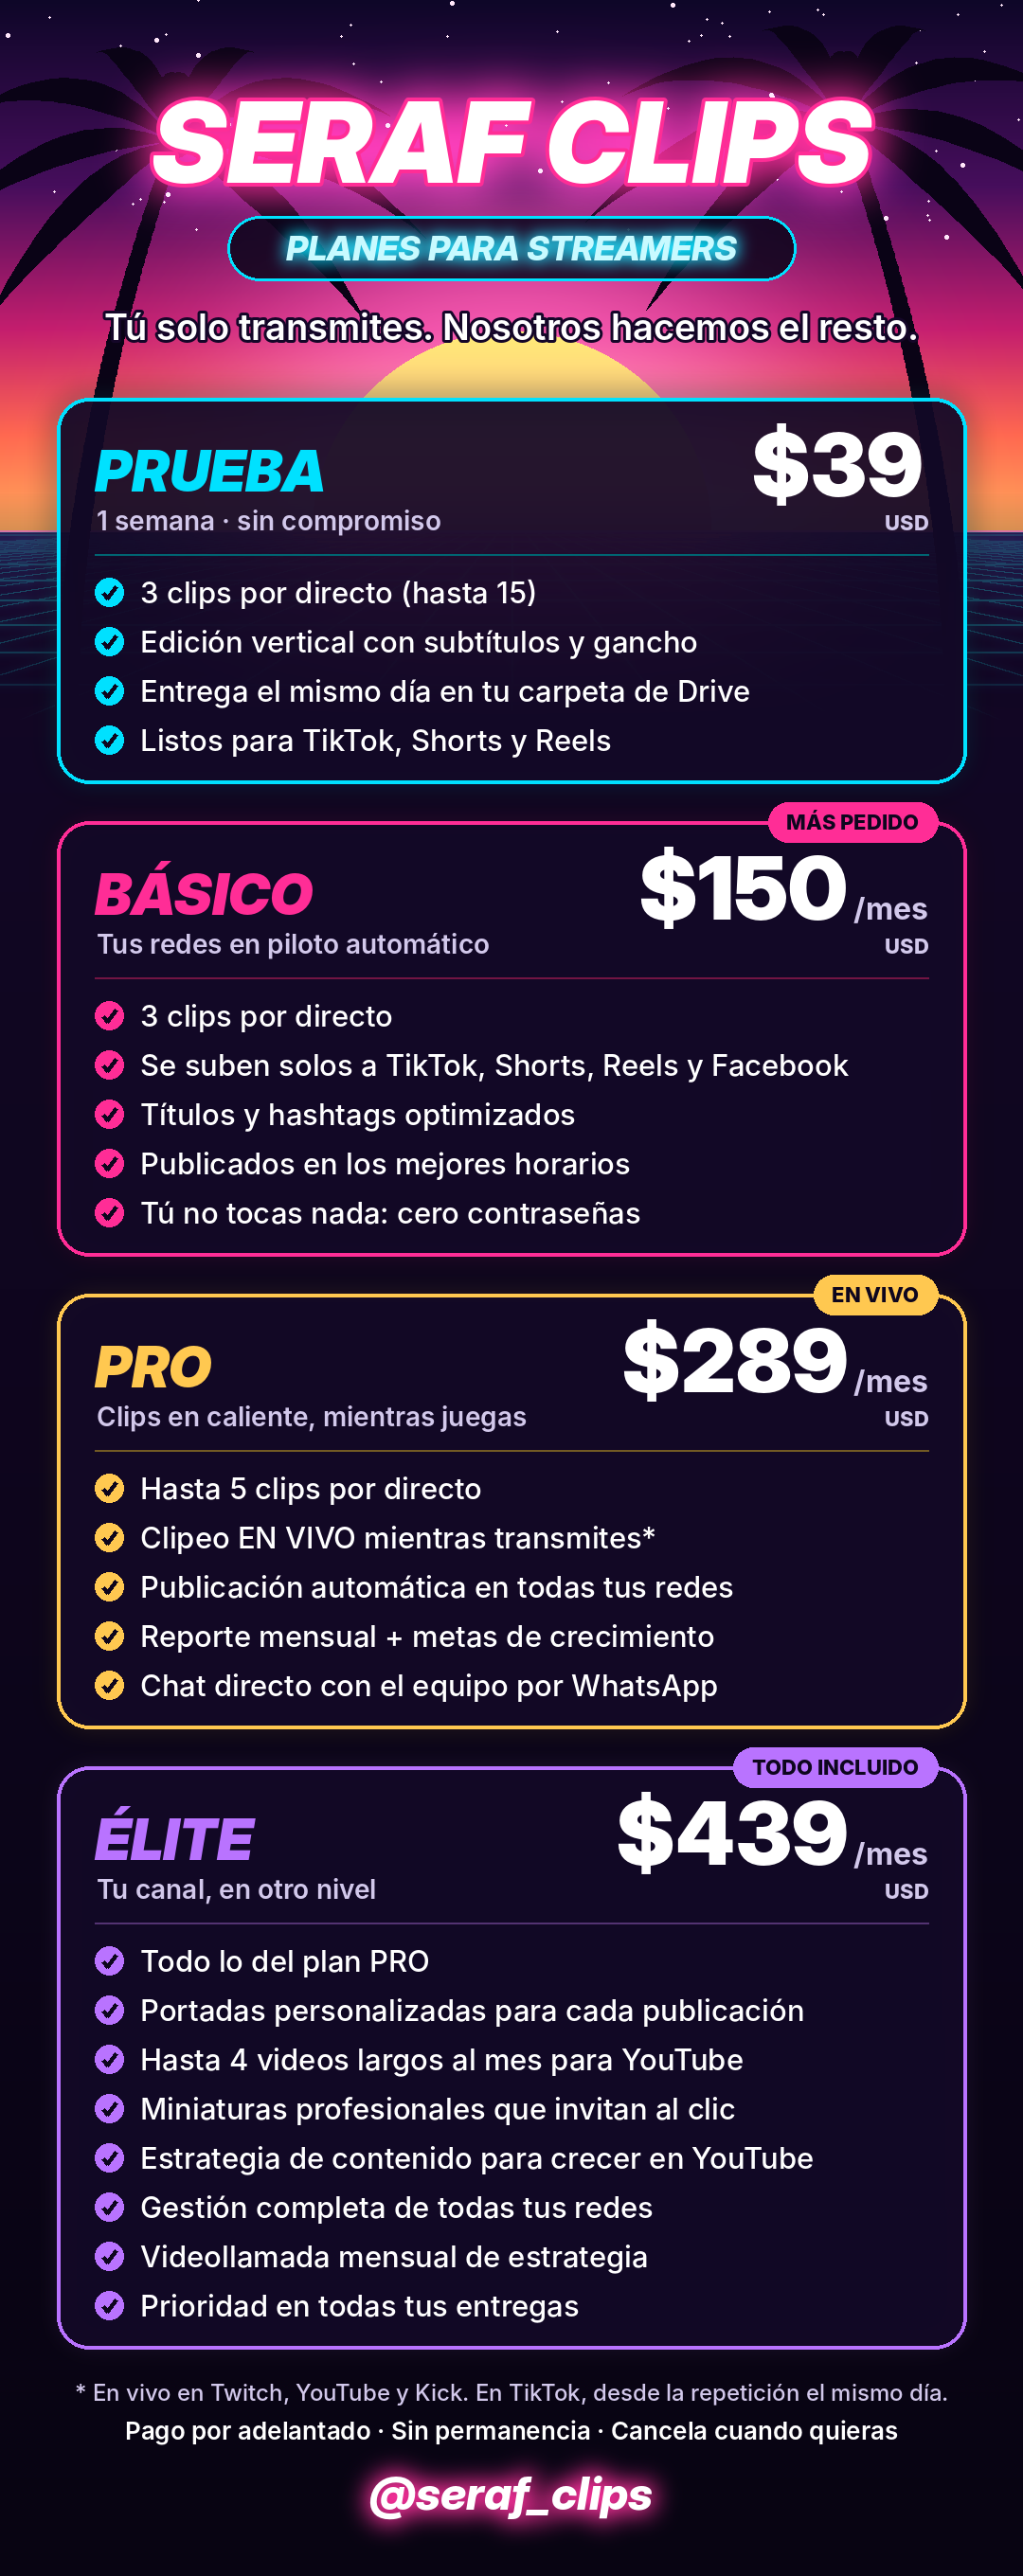 SERAF CLIPS
PLANES PARA STREAMERS
Tú solo transmites. Nosotros hacemos el resto.
PRUEBA
$39
1 semana · sin compromiso
USD
3 clips por directo (hasta 15)
Edición vertical con subtítulos y gancho
Entrega el mismo día en tu carpeta de Drive
Listos para TikTok, Shorts y Reels
MÁS PEDIDO
BÁSICO
$150 /mes
Tus redes en piloto automático
USD
3 clips por directo
Se suben solos a TikTok, Shorts, Reels y Facebook
Títulos y hashtags optimizados
Publicados en los mejores horarios
Tú no tocas nada: cero contraseñas
EN VIVO
PRO
$289 /mes
Clips en caliente, mientras juegas
USD
Hasta 5 clips por directo
Clipeo EN VIVO mientras transmites*
Publicación automática en todas tus redes
Reporte mensual + metas de crecimiento
Chat directo con el equipo por WhatsApp
TODO INCLUIDO
ÉLITE
$439 /mes
Tu canal, en otro nivel
USD
Todo lo del plan PRO
Portadas personalizadas para cada publicación
Hasta 4 videos largos al mes para YouTube
Miniaturas profesionales que invitan al clic
Estrategia de contenido para crecer en YouTube
Gestión completa de todas tus redes
Videollamada mensual de estrategia
Prioridad en todas tus entregas
* En vivo en Twitch, YouTube y Kick. En TikTok, desde la repetición el mismo día.
Pago por adelantado · Sin permanencia · Cancela cuando quieras
@seraf_clips